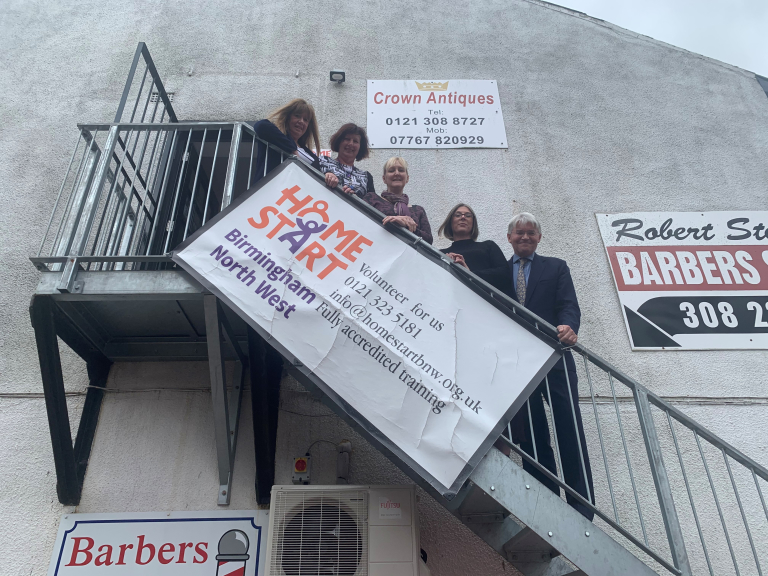 Crown Antiques
Tel:
0121 308 8727
Mob:
07767 820929
HOME
START
Birmingham
North West
Volunteer for us
0121 323 5181
info@homestartbnw.org.uk
Fully accredited training
Robert
BARBERS
308
Barbers
FUJITSU